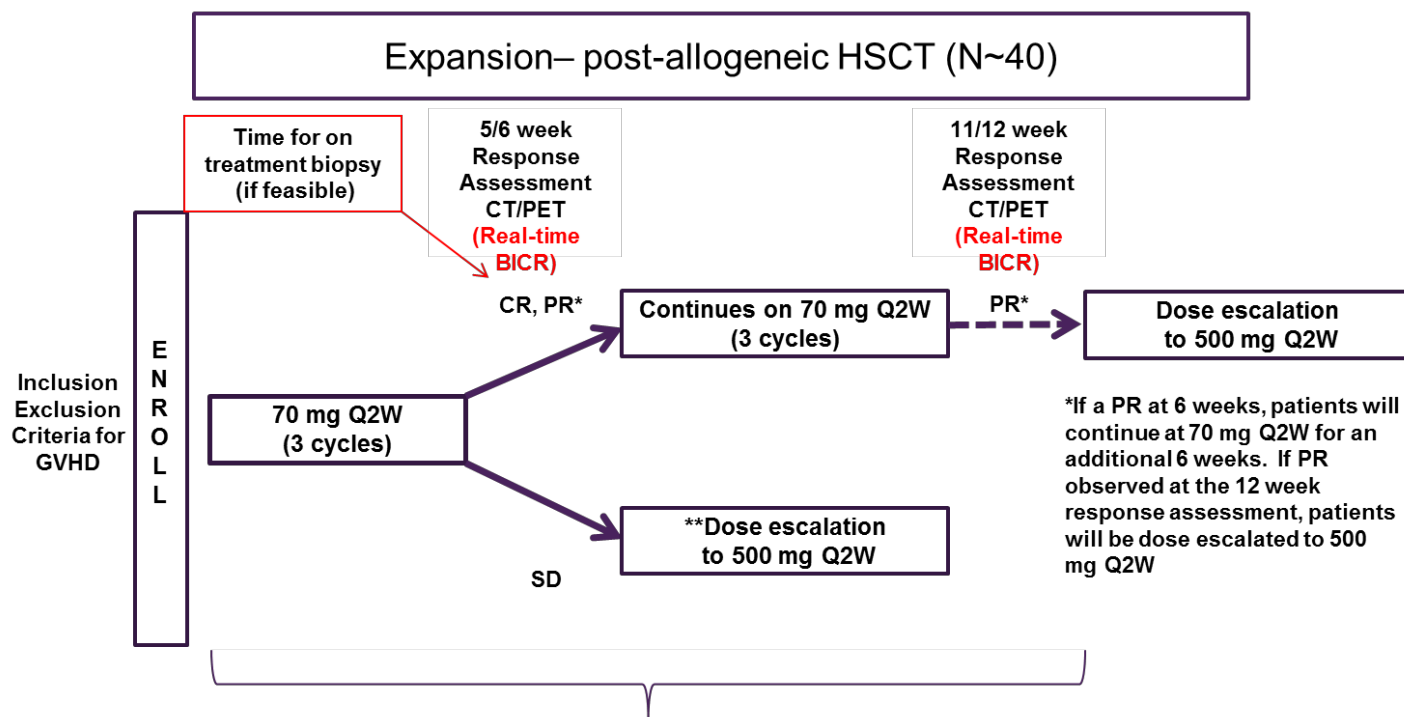 Expansion– post-allogeneic HSCT (N~40)
Time for on
treatment biopsy
(if feasible)
5/6 week
Response
Assessment
CT/PET
(Real-time
BICR)
11/12 week
Response
Assessment
CT/PET
(Real-time
BICR)
Inclusion
Exclusion
Criteria for
GVHD
E
N
R
O
L
L
70 mg Q2W
(3 cycles)
CR, PR*
Continues on 70 mg Q2W
(3 cycles)
PR*
Dose escalation
to 500 mg Q2W
SD
**Dose escalation
to 500 mg Q2W
*If a PR at 6 weeks, patients will
continue at 70 mg Q2W for an
additional 6 weeks. If PR
observed at the 12 week
response assessment, patients
will be dose escalated to 500
mg Q2W